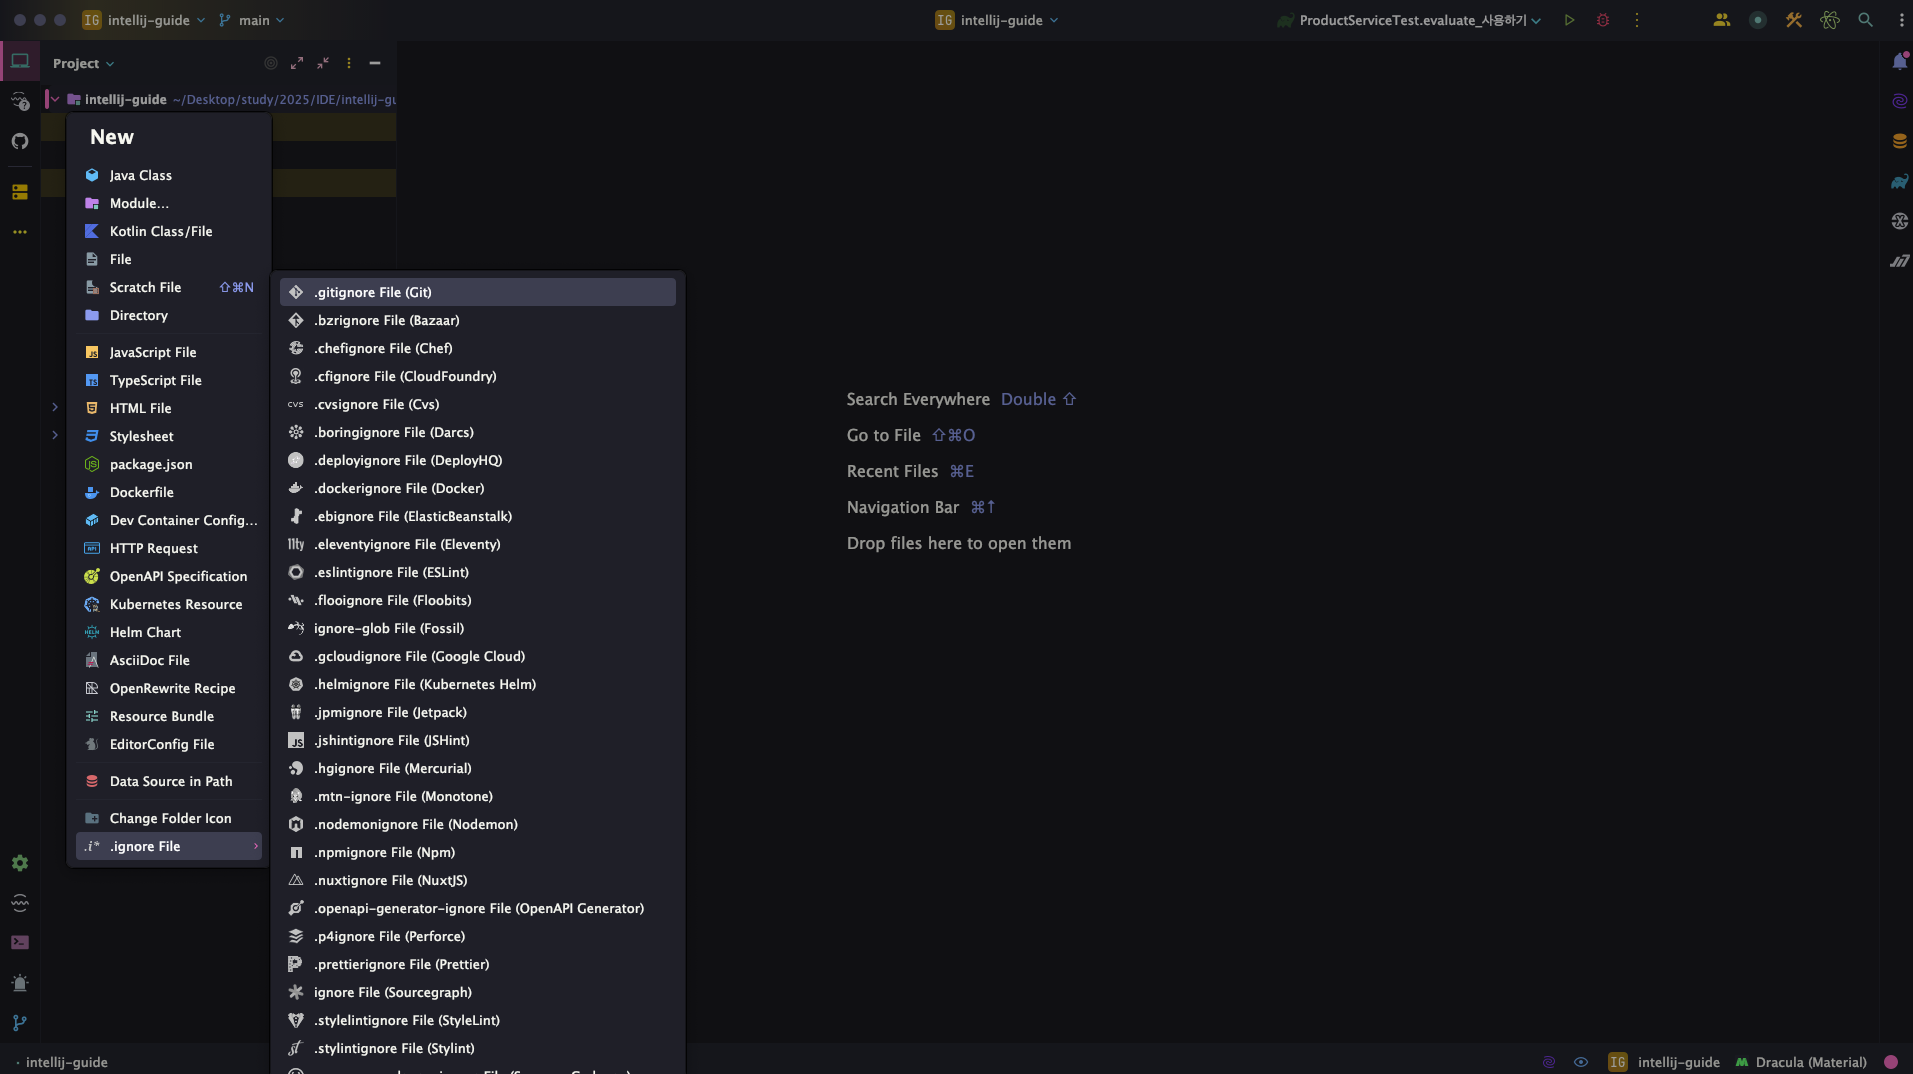 IG intellij-guide main
IG intellij-guide
ProductServiceTest.evaluate_사용하기
Project
intellij-guide ~/Desktop/study/2025/IDE/intellij-gu
New
Java Class
Module...
Kotlin Class/File
File
Scratch File ⇧⌘N
Directory
JavaScript File
TypeScript File
HTML File
Stylesheet
package.json
Dockerfile
Dev Container Config...
HTTP Request
OpenAPI Specification
Kubernetes Resource
Helm Chart
AsciiDoc File
OpenRewrite Recipe
Resource Bundle
EditorConfig File
Data Source in Path
Change Folder Icon
.i* .ignore File
.gitignore File (Git)
.bzrignore File (Bazaar)
.chefignore File (Chef)
.cfignore File (CloudFoundry)
CVS .cvsignore File (Cvs)
.boringignore File (Darcs)
.deployignore File (DeployHQ)
.dockerignore File (Docker)
.ebignore File (ElasticBeanstalk)
11ty .eleventyignore File (Eleventy)
.eslintignore File (ESLint)
.flooignore File (Floobits)
ignore-glob File (Fossil)
.gcloudignore File (Google Cloud)
.helmignore File (Kubernetes Helm)
.jpmignore File (Jetpack)
.jshintignore File (JSHint)
.hgignore File (Mercurial)
.mtn-ignore File (Monotone)
.nodemonignore File (Nodemon)
.npmignore File (Npm)
.nuxtignore File (NuxtJS)
.openapi-generator-ignore File (OpenAPI Generator)
.p4ignore File (Perforce)
.prettierignore File (Prettier)
ignore File (Sourcegraph)
.stylelintignore File (StyleLint)
.stylintignore File (Stylint)
Search Everywhere Double ⇧
Go to File ⇧⌘O
Recent Files ⌘E
Navigation Bar ⌘↑
Drop files here to open them
intellij-guide
IG intellij-guide
Dracula (Material)